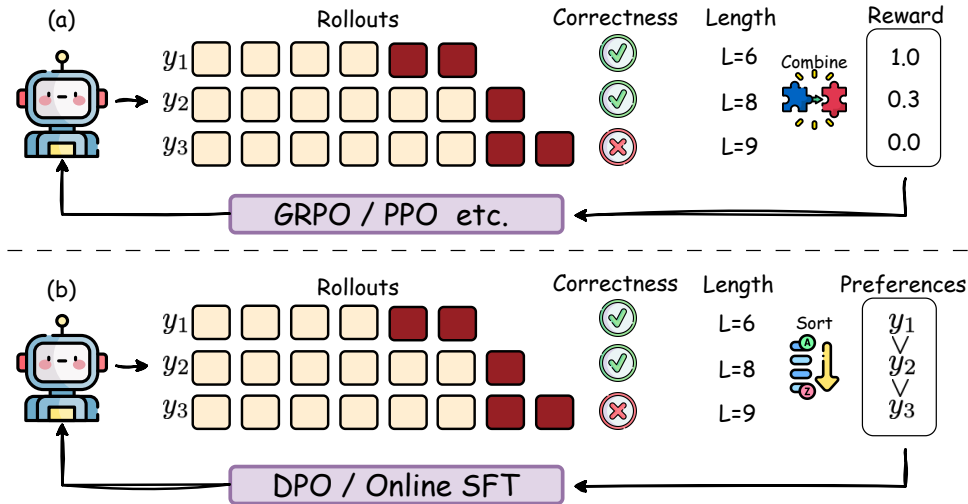 (a) Rollouts Correctness Length Reward
y1 L=6 Combine 1.0
y2 L=8 0.3
y3 L=9 0.0
GRPO / PPO etc.
(b) Rollouts Correctness Length Preferences
y1 L=6 Sort y1
A
∨
y2 L=8 y2
Z
∨
y3 L=9 y3
DPO / Online SFT